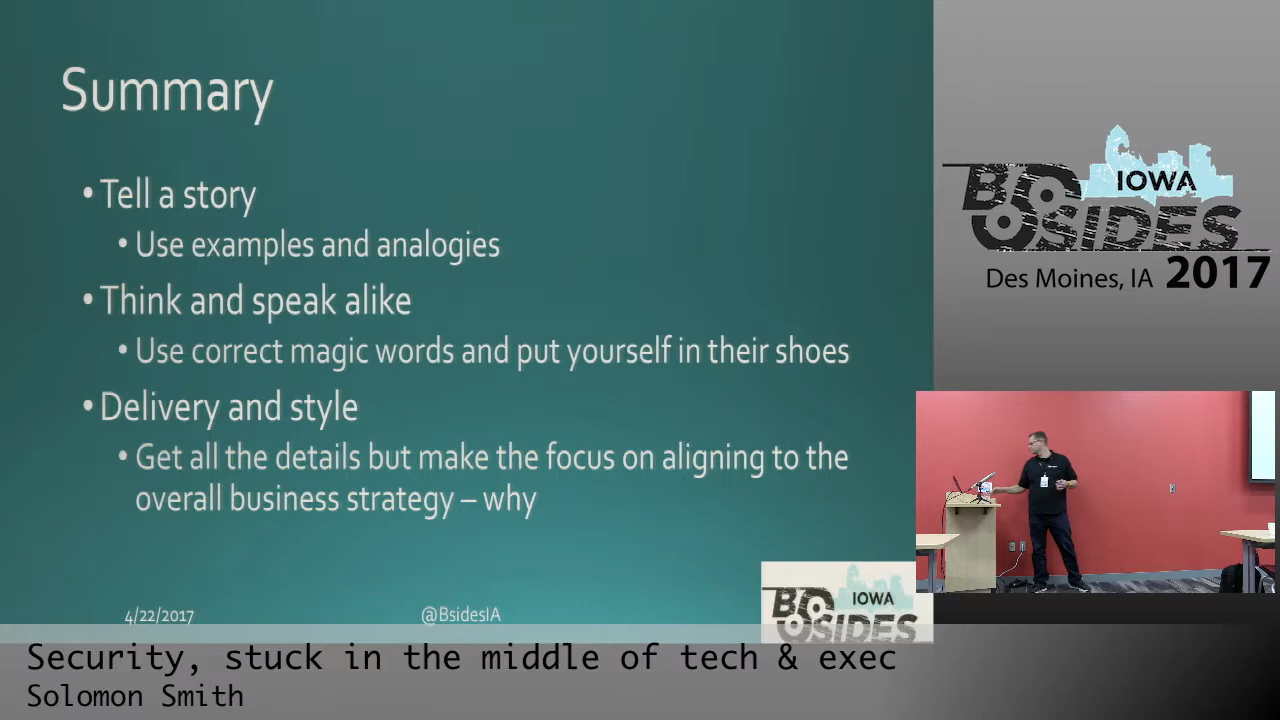 Summary
• Tell a story
• Use examples and analogies
• Think and speak alike
• Use correct magic words and put yourself in their shoes
• Delivery and style
• Get all the details but make the focus on aligning to the
overall business strategy – why
4/22/2017
@BsidesIA
BSIDES
IOWA
IOWA
BSIDES
Des Moines, IA 2017
Security, stuck in the middle of tech & exec
Solomon Smith